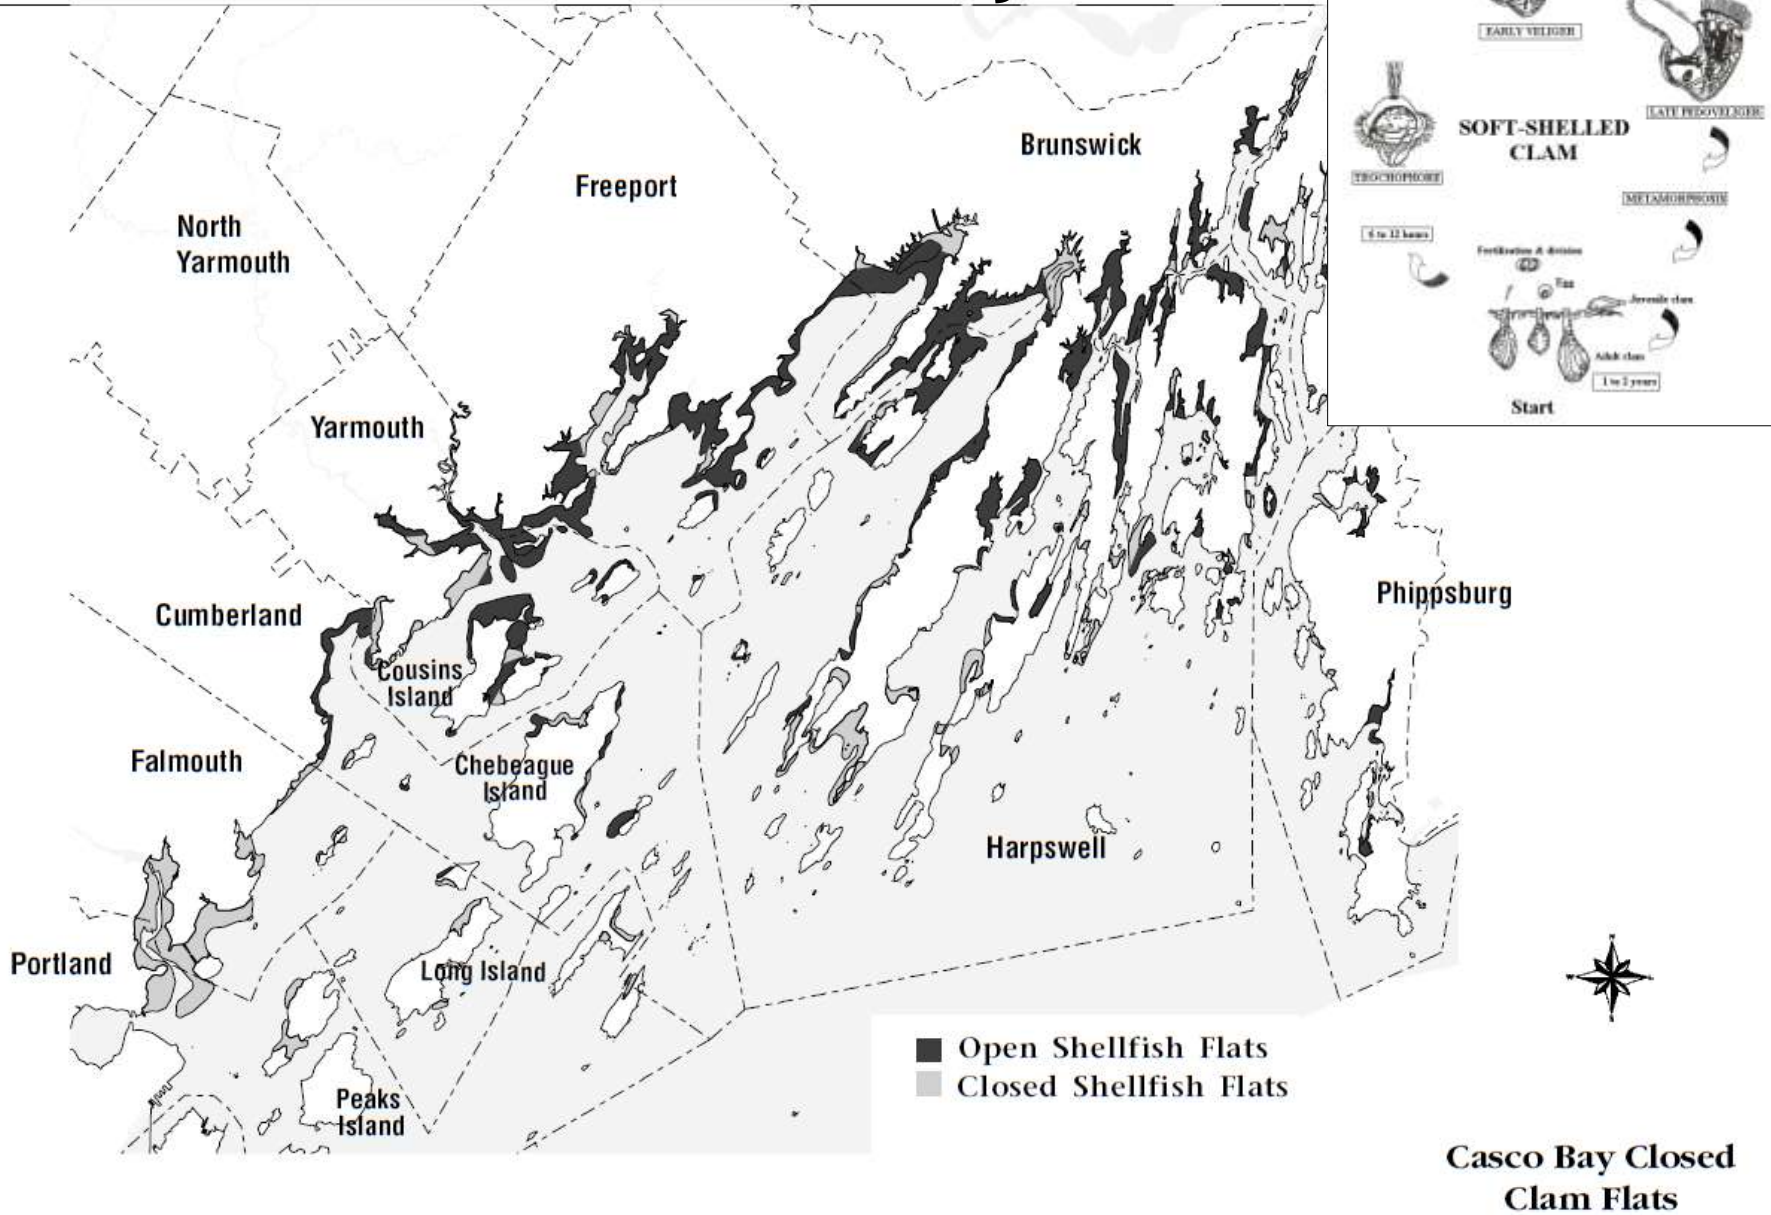 EARLY VELIGER
LATE PEDOVELIGER
SOFT-SHELLED
CLAM
TROCHOPHORE
METAMORPHOSIS
6 to 12 hours
Fertilization & division
Egg
Juvenile clam
Adult clam
1 to 2 years
Start
Brunswick
Freeport
North
Yarmouth
Yarmouth
Phippsburg
Cumberland
Cousins
Island
Falmouth
Chebeague
Island
Harpswell
Portland
Long Island
Peaks
Island
Open Shellfish Flats
Closed Shellfish Flats
Casco Bay Closed
Clam Flats